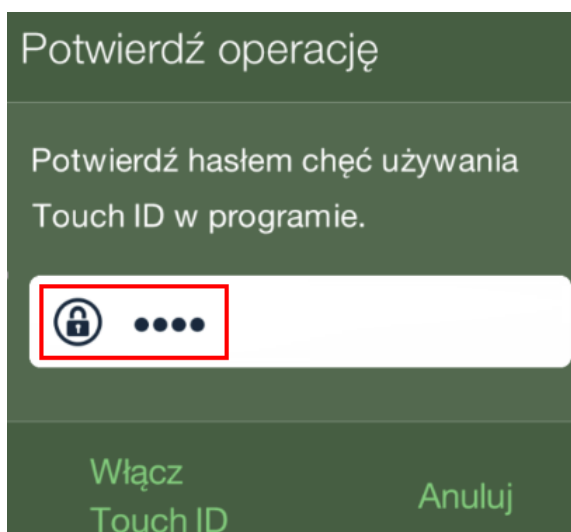 Potwierdź operację
Potwierdź hasłem chęć używania
Touch ID w programie.
••••
Włącz
Touch ID
Anuluj